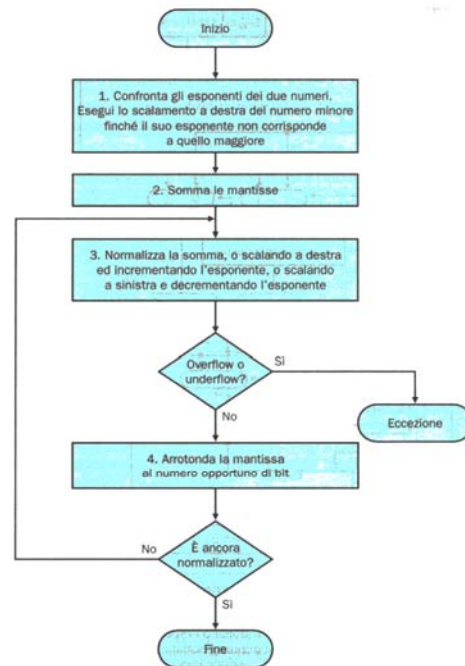 Inizio
1. Confronta gli esponenti dei due numeri.
Esegui lo scalamento a destra del numero minore
finché il suo esponente non corrisponde
a quello maggiore
2. Somma le mantisse
3. Normalizza la somma, o scalando a destra
ed incrementando l'esponente, o scalando
a sinistra e decrementando l'esponente
Overflow o
underflow?
Sì
No
Eccezione
4. Arrotonda la mantissa
al numero opportuno di bit
No
È ancora
normalizzato?
Sì
Fine